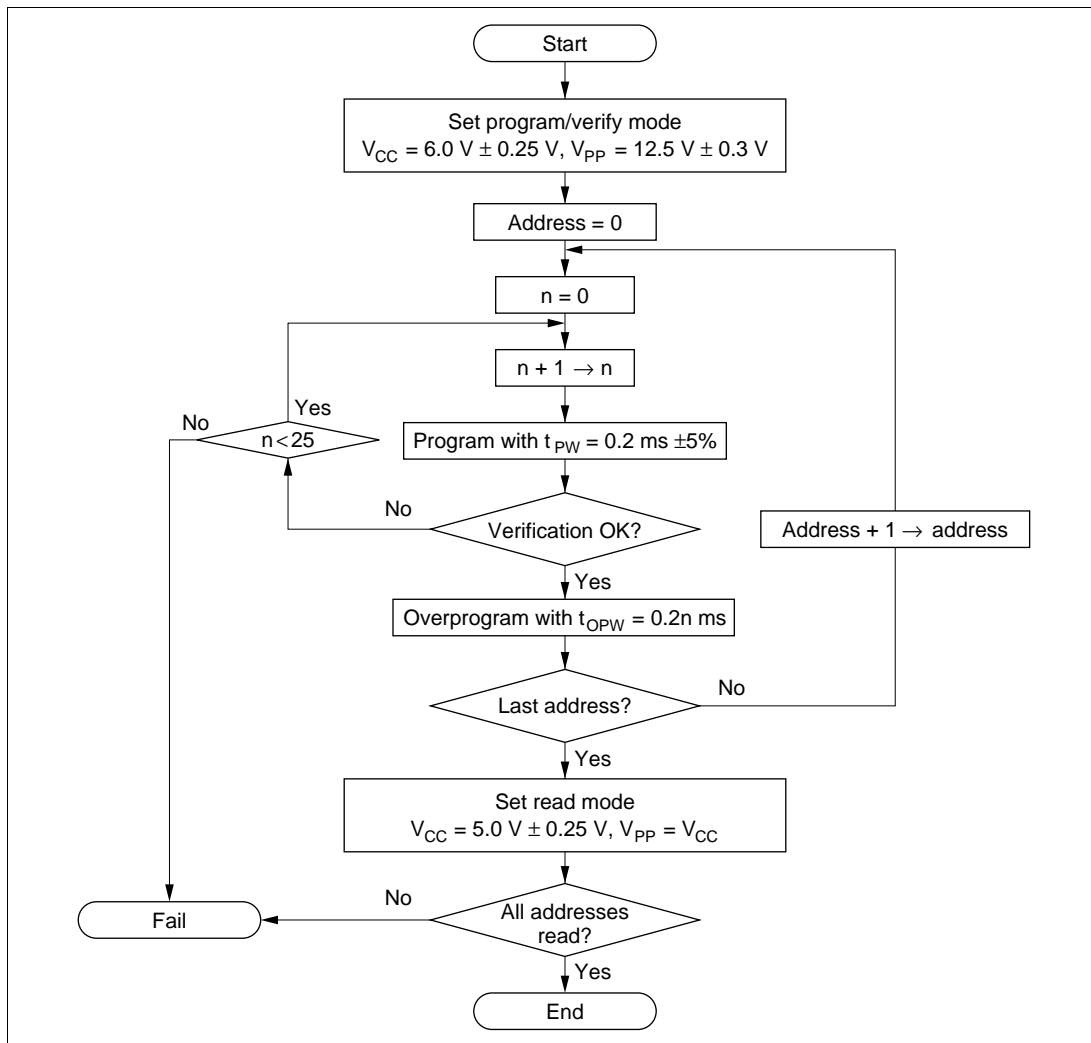 Start
Set program/verify mode
VCC = 6.0 V ± 0.25 V, VPP = 12.5 V ± 0.3 V
Address = 0
n = 0
n + 1 → n
No
Yes
n<25
Program with tPW = 0.2 ms ±5%
No
Verification OK?
Address + 1 → address
Yes
Overprogram with tOPW = 0.2n ms
Last address?
No
Yes
Set read mode
VCC = 5.0 V ± 0.25 V, VPP = VCC
Fail
No
All addresses
read?
Yes
End